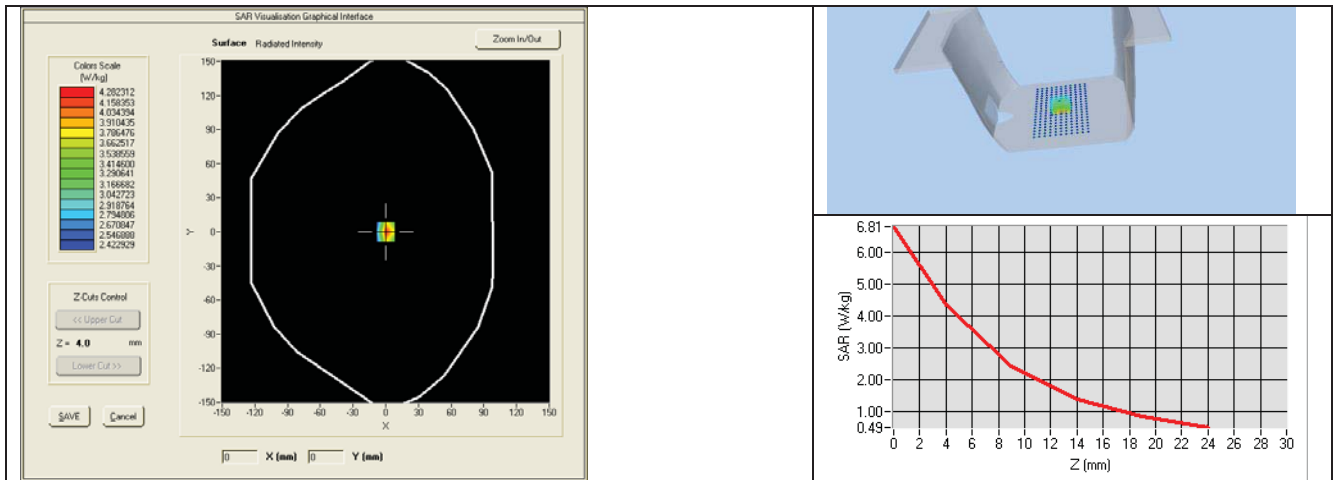 SAR Visualisation Graphical Interface
Surface Radiated Intensity
Zoom In/Out
Colors Scale
(W/kg)
4.282312
4.158353
4.034394
3.910435
3.786476
3.662517
3.538559
3.414600
3.290641
3.166682
3.042723
2.918764
2.794806
2.670847
2.546888
2.422929
Z-Cuts Control
<< Upper Cut
Z = 4.0 mm
Lower Cut >>
SAVE Cancel
150
120
90
60
30
0
-30
-60
-90
-120
-150
Y
-150 -120 -90 -60 -30 0 30 60 90 120 150
X
0 X (mm) 0 Y (mm)
6.81
6.00
5.00
4.00
3.00
2.00
1.00
0.49
SAR (W/kg)
0 2 4 6 8 10 12 14 16 18 20 22 24 26 28 30
Z (mm)